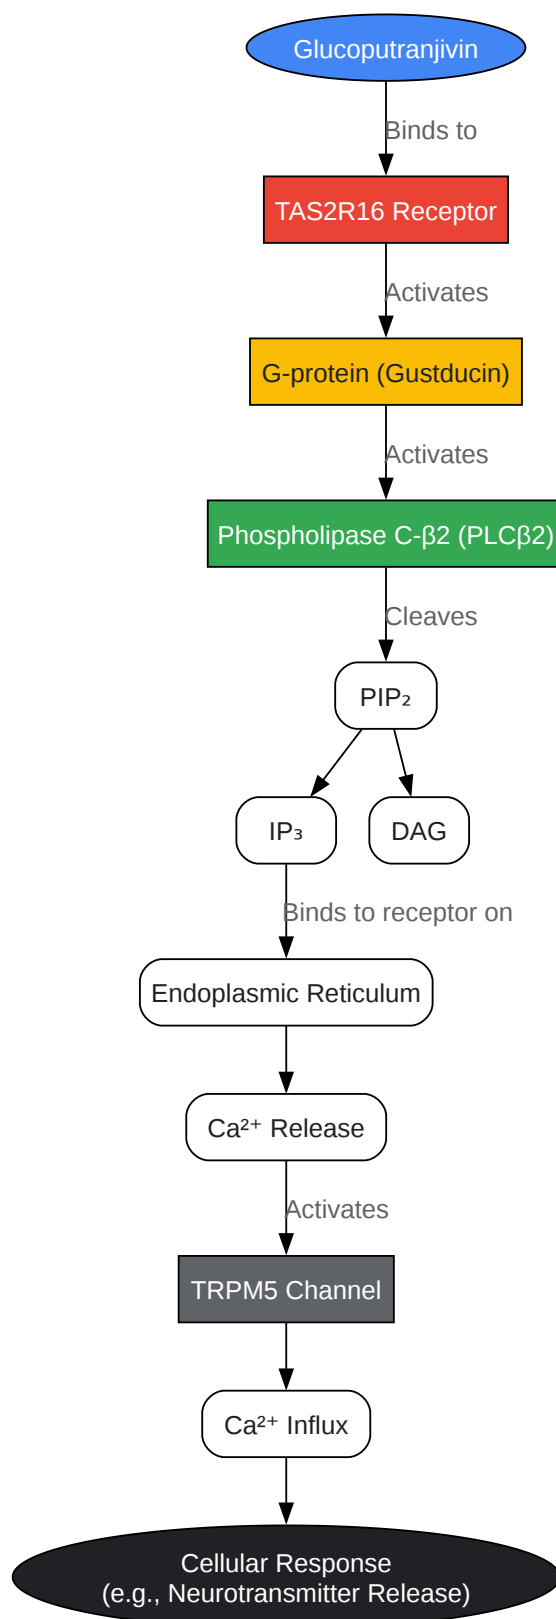 Glucoputranjivin
Binds to
TAS2R16 Receptor
Activates
G-protein (Gustducin)
Activates
Phospholipase C-β2 (PLCβ2)
Cleaves
PIP₂
IP₃
DAG
Binds to receptor on
Endoplasmic Reticulum
Ca²⁺ Release
Activates
TRPM5 Channel
Ca²⁺ Influx
Cellular Response
(e.g., Neurotransmitter Release)